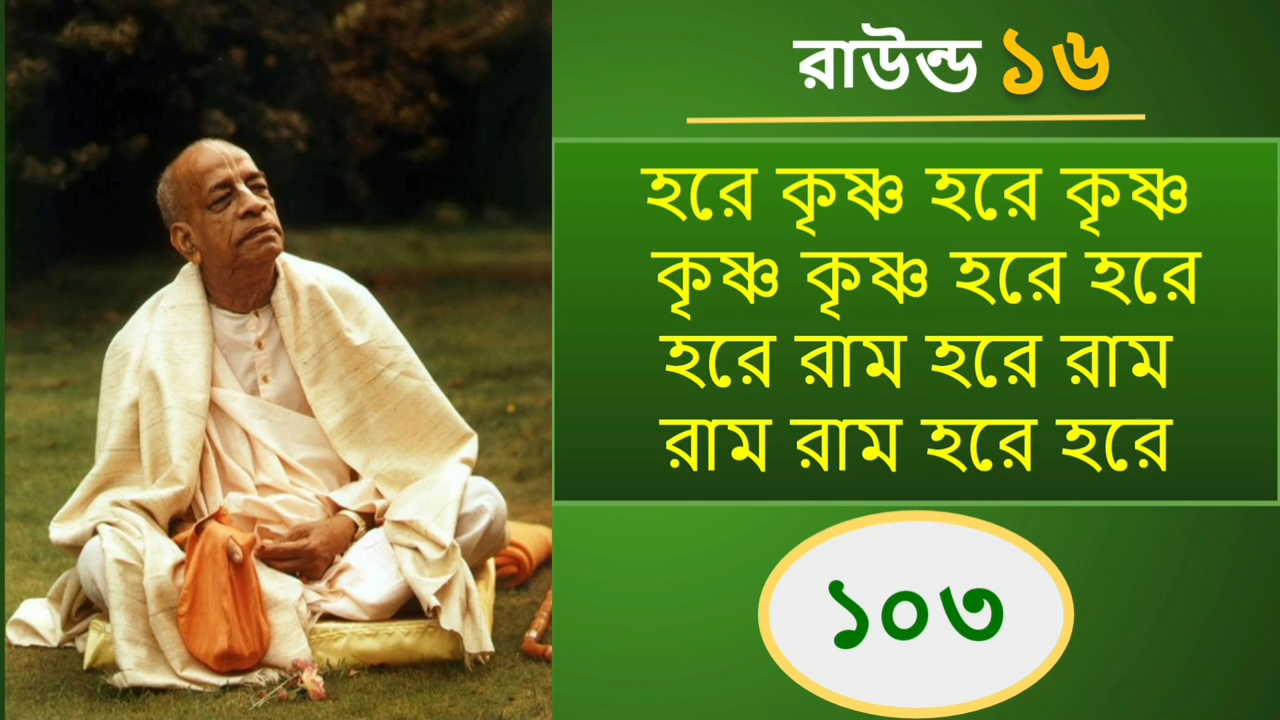 রাউন্ড ১৬
হরে কৃষ্ণ হরে কৃষ্ণ
কৃষ্ণ কৃষ্ণ হরে হরে
হরে রাম হরে রাম
রাম রাম হরে হরে
১০৩